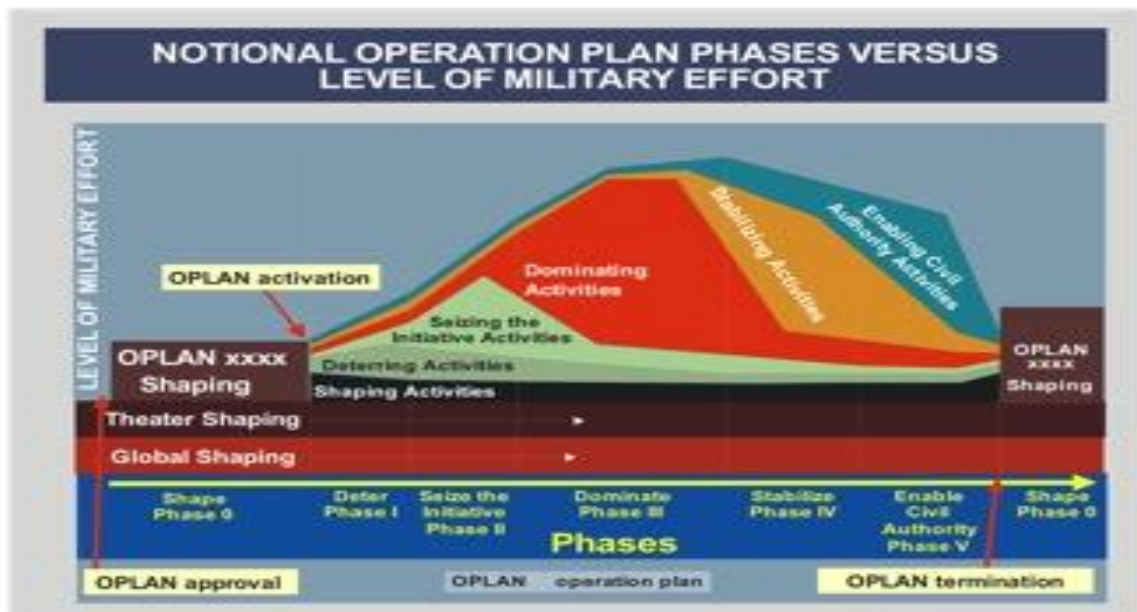 NOTIONAL OPERATION PLAN PHASES VERSUS
LEVEL OF MILITARY EFFORT
LEVEL OF MILITARY EFFORT
OPLAN activation
Dominating
Activities
Stabilizing Activities
Enabling Civil
Authority Activities
Seizing the
Initiative Activities
Deterring Activities
Shaping Activities
OPLAN xxxx
Shaping
OPLAN
xxxx
Shaping
Theater Shaping
Global Shaping
Shape
Phase 0
Deter
Phase I
Seize the
Initiative
Phase II
Dominate
Phase III
Stabilize
Phase IV
Enable
Civil
Authority
Phase V
Shape
Phase 0
Phases
OPLAN approval
OPLAN operation plan
OPLAN termination